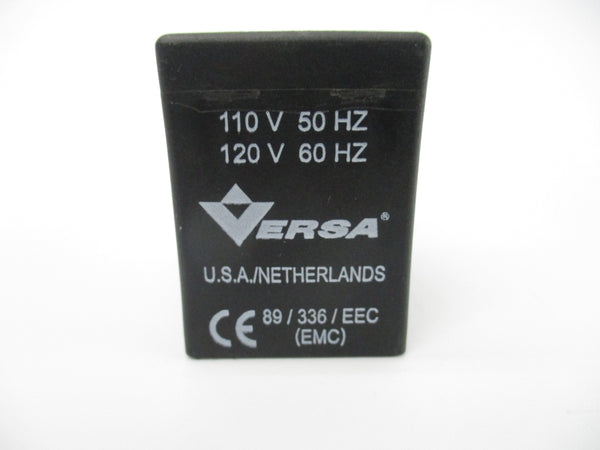 110 V 50 HZ
120 V 60 HZ
VERSA®
U.S.A./NETHERLANDS
CE 89 / 336 / EEC
(EMC)